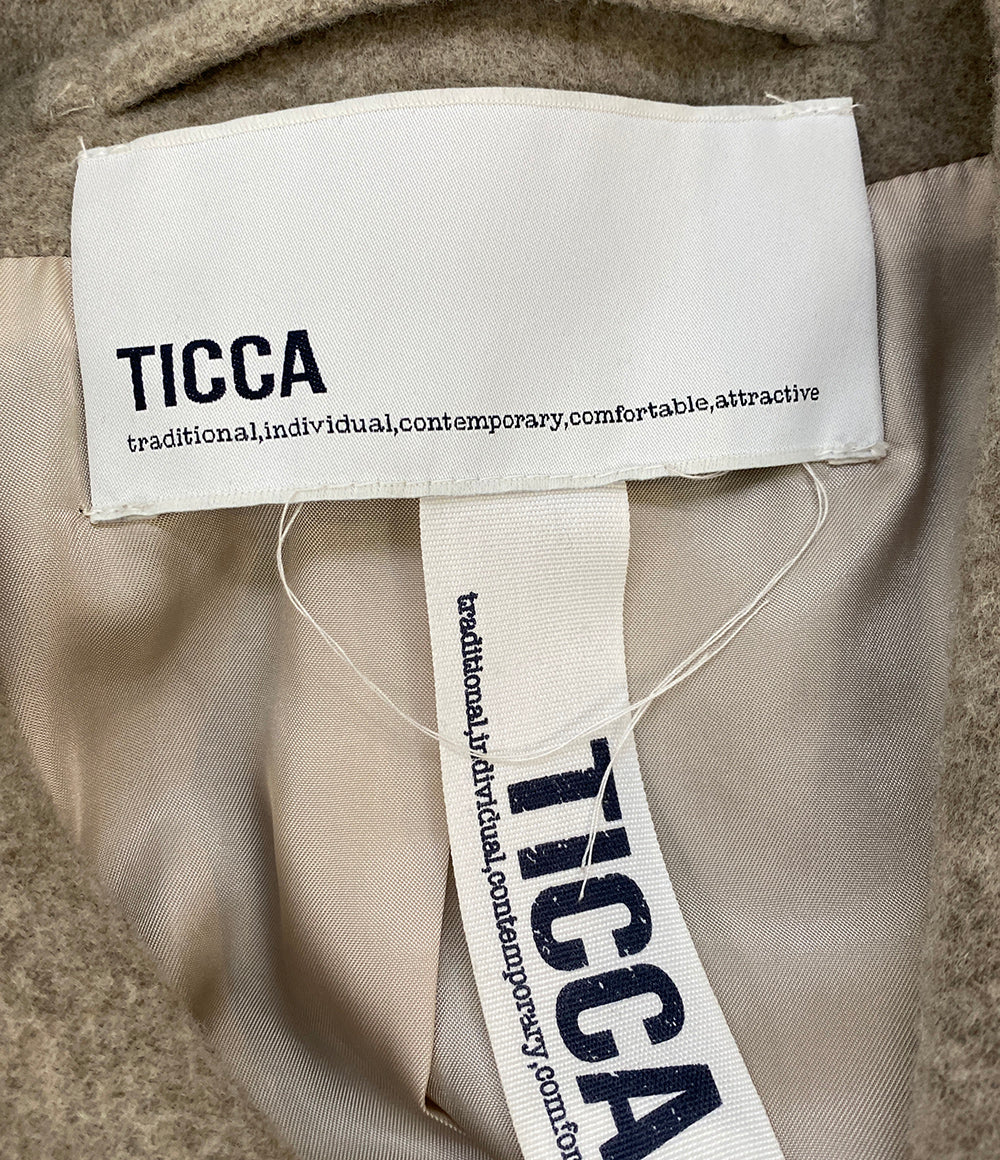 TICCA
traditional,individual,contemporary,comfortable,attractive
TICCA
traditional,individual,contemporary,comfor